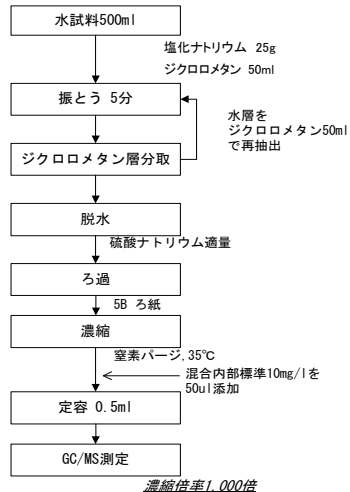 水試料500ml
塩化ナトリウム 25g
ジクロロメタン 50ml
振とう 5分
水層を
ジクロロメタン50ml
で再抽出
ジクロロメタン層分取
脱水
硫酸ナトリウム適量
ろ過
5B ろ紙
濃縮
窒素パージ,35℃
混合内部標準10mg/lを
50ul添加
定容 0.5ml
GC/MS測定
濃縮倍率1,000倍